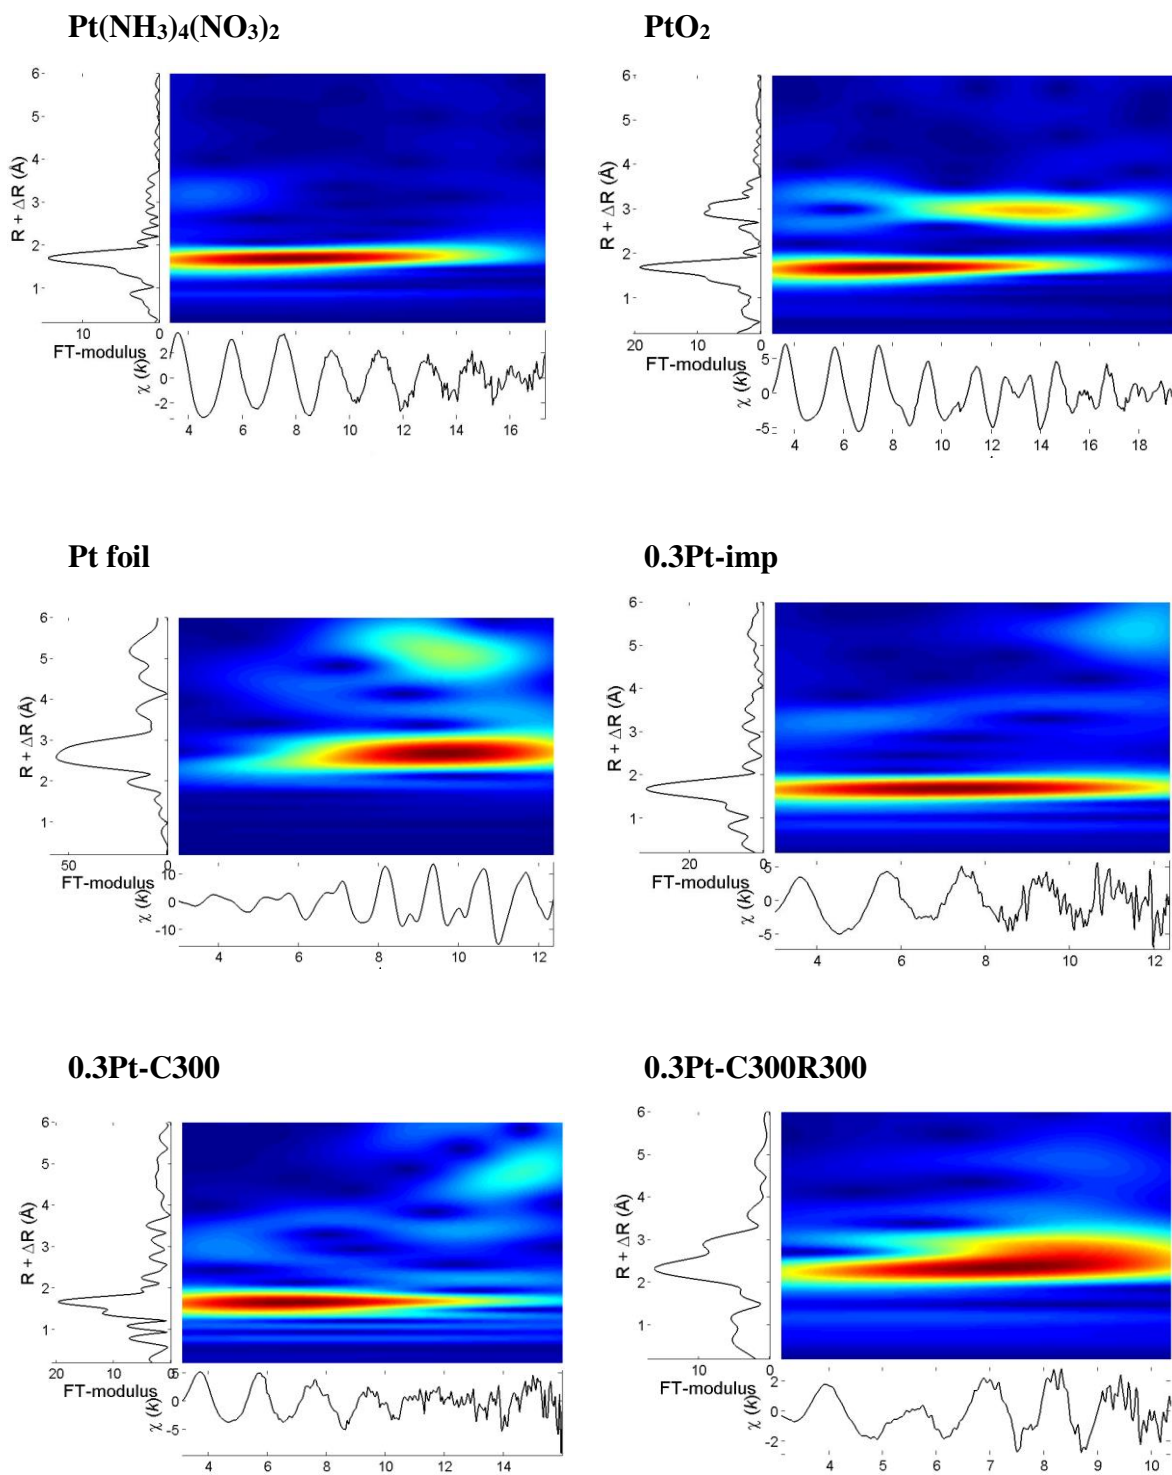 Pt(NH₃)₄(NO₃)₂
10 0
6
5
4
3
2
1
R + ΔR (Å)
10 0
FT-modulus
χ (k)
2
0
-2
4 6 8 10 12 14 16
PtO₂
20 10 0
6
5
4
3
2
1
R + ΔR (Å)
20 10 0
FT-modulus
χ (k)
5
0
-5
4 6 8 10 12 14 16 18
Pt foil
6
5
4
3
2
1
R + ΔR (Å)
50 0
FT-modulus
χ (k)
10
0
-10
4 6 8 10 12
0.3Pt-imp
6
5
4
3
2
1
R + ΔR (Å)
20 0
FT-modulus
χ (k)
5
0
-5
4 6 8 10 12
0.3Pt-C300
6
5
4
3
2
1
R + ΔR (Å)
20 10 0
FT-modulus
χ (k)
5
0
-5
4 6 8 10 12 14
0.3Pt-C300R300
6
5
4
3
2
1
R + ΔR (Å)
10 0
FT-modulus
χ (k)
2
0
-2
4 5 6 7 8 9 10